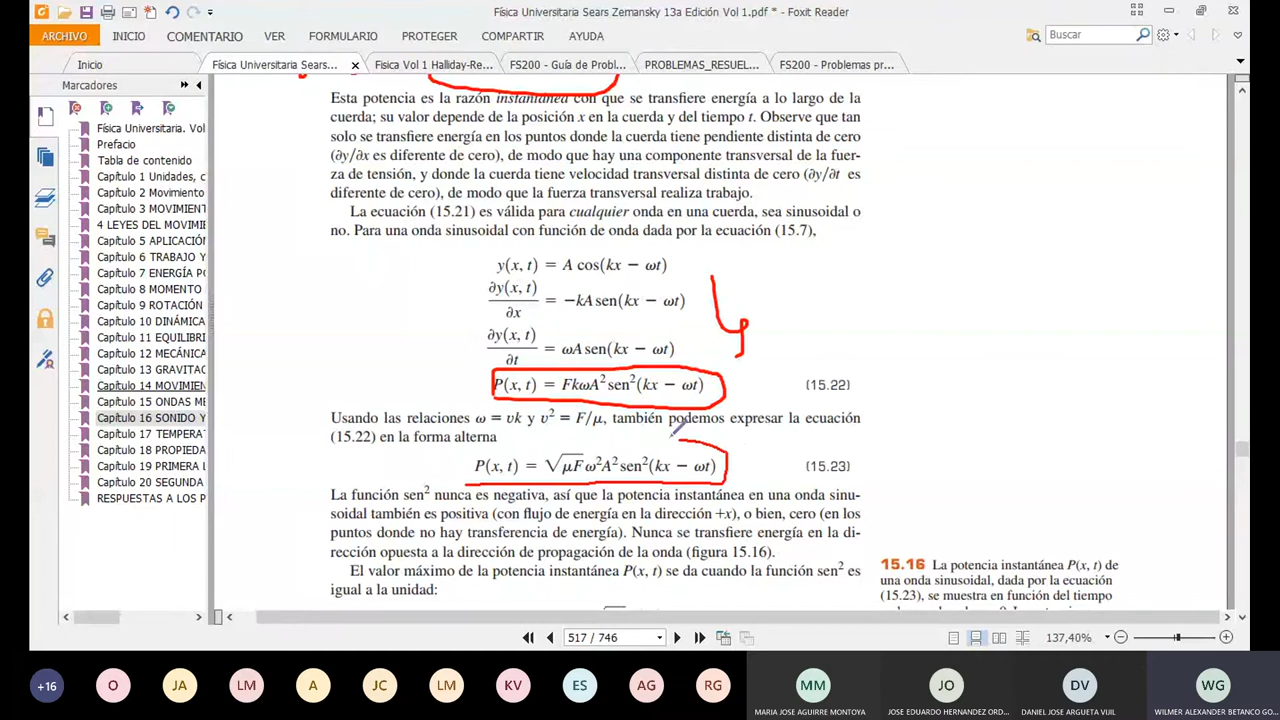 Física Universitaria Sears Zemansky 13a Edición Vol 1.pdf * - Foxit Reader
ARCHIVO INICIO COMENTARIO VER FORMULARIO PROTEGER COMPARTIR AYUDA Buscar
Inicio Física Universitaria Sears... Física Vol 1 Halliday-Re... FS200 - Guía de Probl... PROBLEMAS_RESUEL... FS200 - Problemas pr...
Marcadores
Física Universitaria. Vol
Prefacio
Tabla de contenido
Capítulo 1 Unidades, c
Capítulo 2 Movimiento
Capítulo 3 MOVIMIENT
4 LEYES DEL MOVIMIE
Capítulo 5 APLICACIÓN
Capítulo 6 TRABAJO Y
Capítulo 7 ENERGÍA PO
Capítulo 8 MOMENTO
Capítulo 9 ROTACIÓN
Capítulo 10 DINÁMICA
Capítulo 11 EQUILIBRI
Capítulo 12 MECÁNICA
Capítulo 13 GRAVITAC
Capítulo 14 MOVIMIEN
Capítulo 15 ONDAS ME
Capítulo 16 SONIDO Y
Capítulo 17 TEMPERAT
Capítulo 18 PROPIEDA
Capítulo 19 PRIMERA L
Capítulo 20 SEGUNDA
RESPUESTAS A LOS P
Esta potencia es la razón instantánea con que se transfiere energía a lo largo de la
cuerda; su valor depende de la posición x en la cuerda y del tiempo t. Observe que tan
solo se transfiere energía en los puntos donde la cuerda tiene pendiente distinta de cero
(∂y/∂x es diferente de cero), de modo que hay una componente transversal de la fuer-
za de tensión, y donde la cuerda tiene velocidad transversal distinta de cero (∂y/∂t es
diferente de cero), de modo que la fuerza transversal realiza trabajo.
La ecuación (15.21) es válida para cualquier onda en una cuerda, sea sinusoidal o
no. Para una onda sinusoidal con función de onda dada por la ecuación (15.7),
y(x, t) = A cos(kx − ωt)
∂y(x, t)/∂x = −kA sen(kx − ωt)
∂y(x, t)/∂t = ωA sen(kx − ωt)
P(x, t) = FkωA² sen²(kx − ωt) (15.22)
Usando las relaciones ω = vk y v² = F/μ, también podemos expresar la ecuación
(15.22) en la forma alterna
P(x, t) = √μF ω²A² sen²(kx − ωt) (15.23)
La función sen² nunca es negativa, así que la potencia instantánea en una onda sinu-
soidal también es positiva (con flujo de energía en la dirección +x), o bien, cero (en los
puntos donde no hay transferencia de energía). Nunca se transfiere energía en la di-
rección opuesta a la dirección de propagación de la onda (figura 15.16).
El valor máximo de la potencia instantánea P(x, t) se da cuando la función sen² es
igual a la unidad:
15.16 La potencia instantánea P(x, t) de
una onda sinusoidal, dada por la ecuación
(15.23), se muestra en función del tiempo
517 / 746 137,40%
+16 O JA LM A JC LM KV ES AG RG MM JO DV WG
MARIA JOSE AGUIRRE MONTOYA JOSE EDUARDO HERNANDEZ ORD... DANIEL JOSE ARGUETA VIJIL WILMER ALEXANDER BETANCO GO...